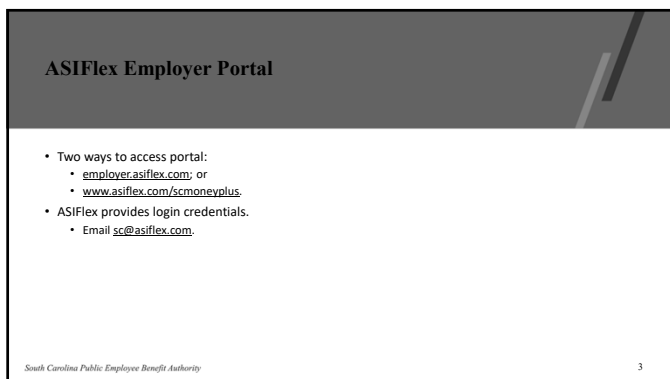 ASIFlex Employer Portal
• Two ways to access portal:
• employer.asiflex.com; or
• www.asiflex.com/scmoneyplus.
• ASIFlex provides login credentials.
• Email sc@asiflex.com.
South Carolina Public Employee Benefit Authority
3